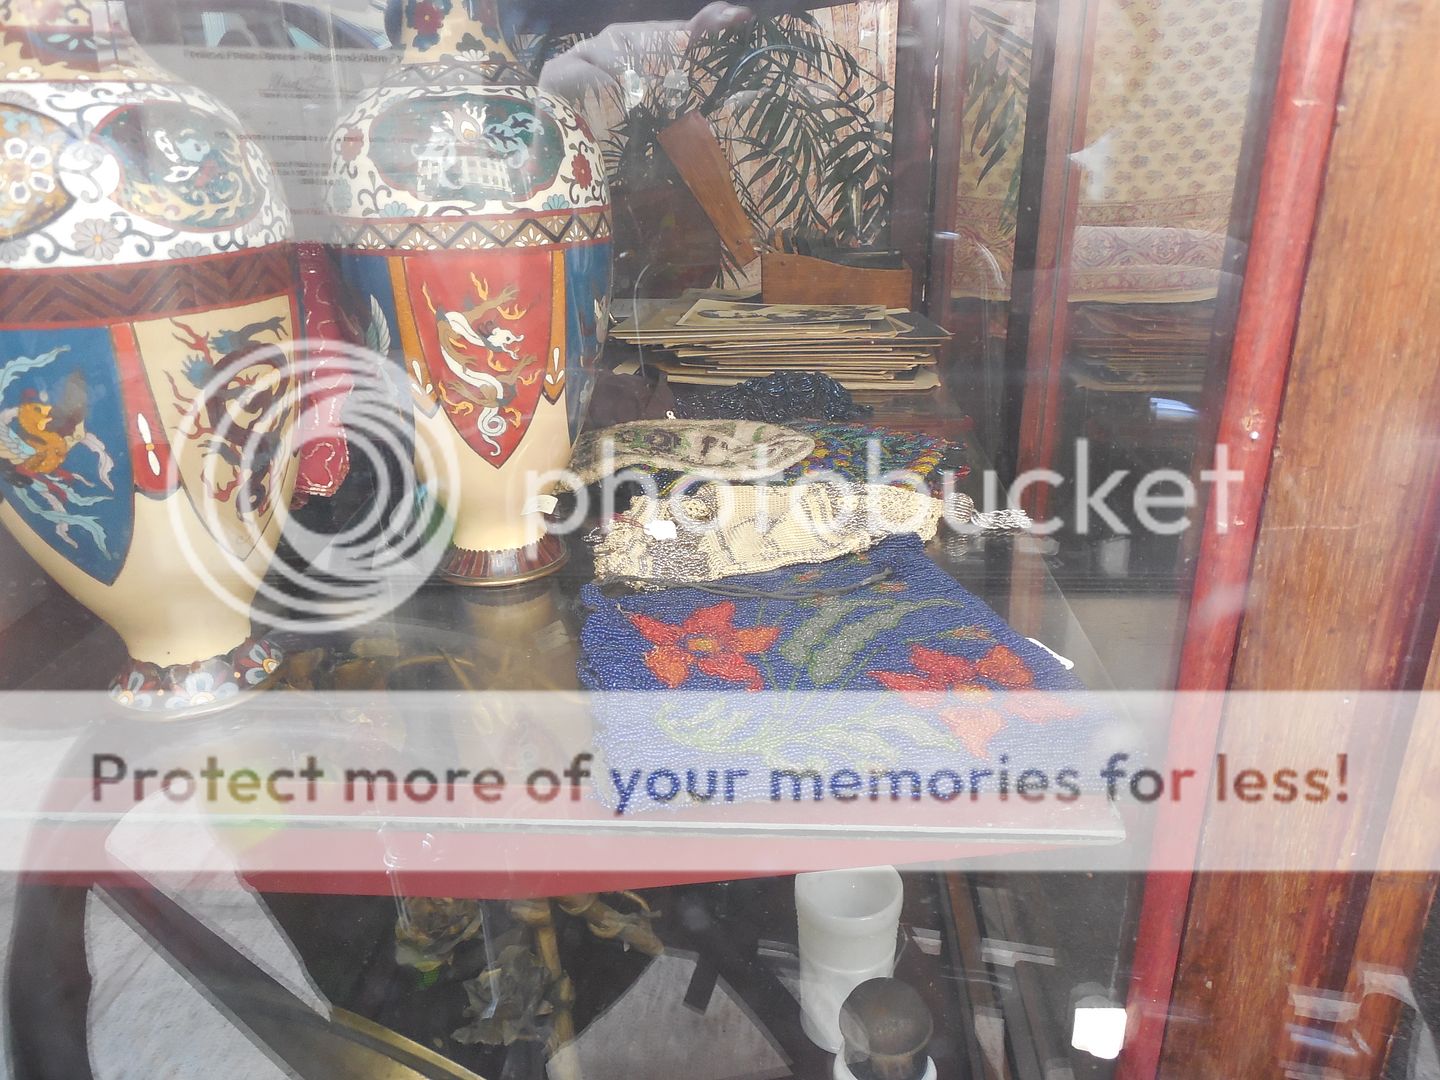 photobucket
Protect more of your memories for less!